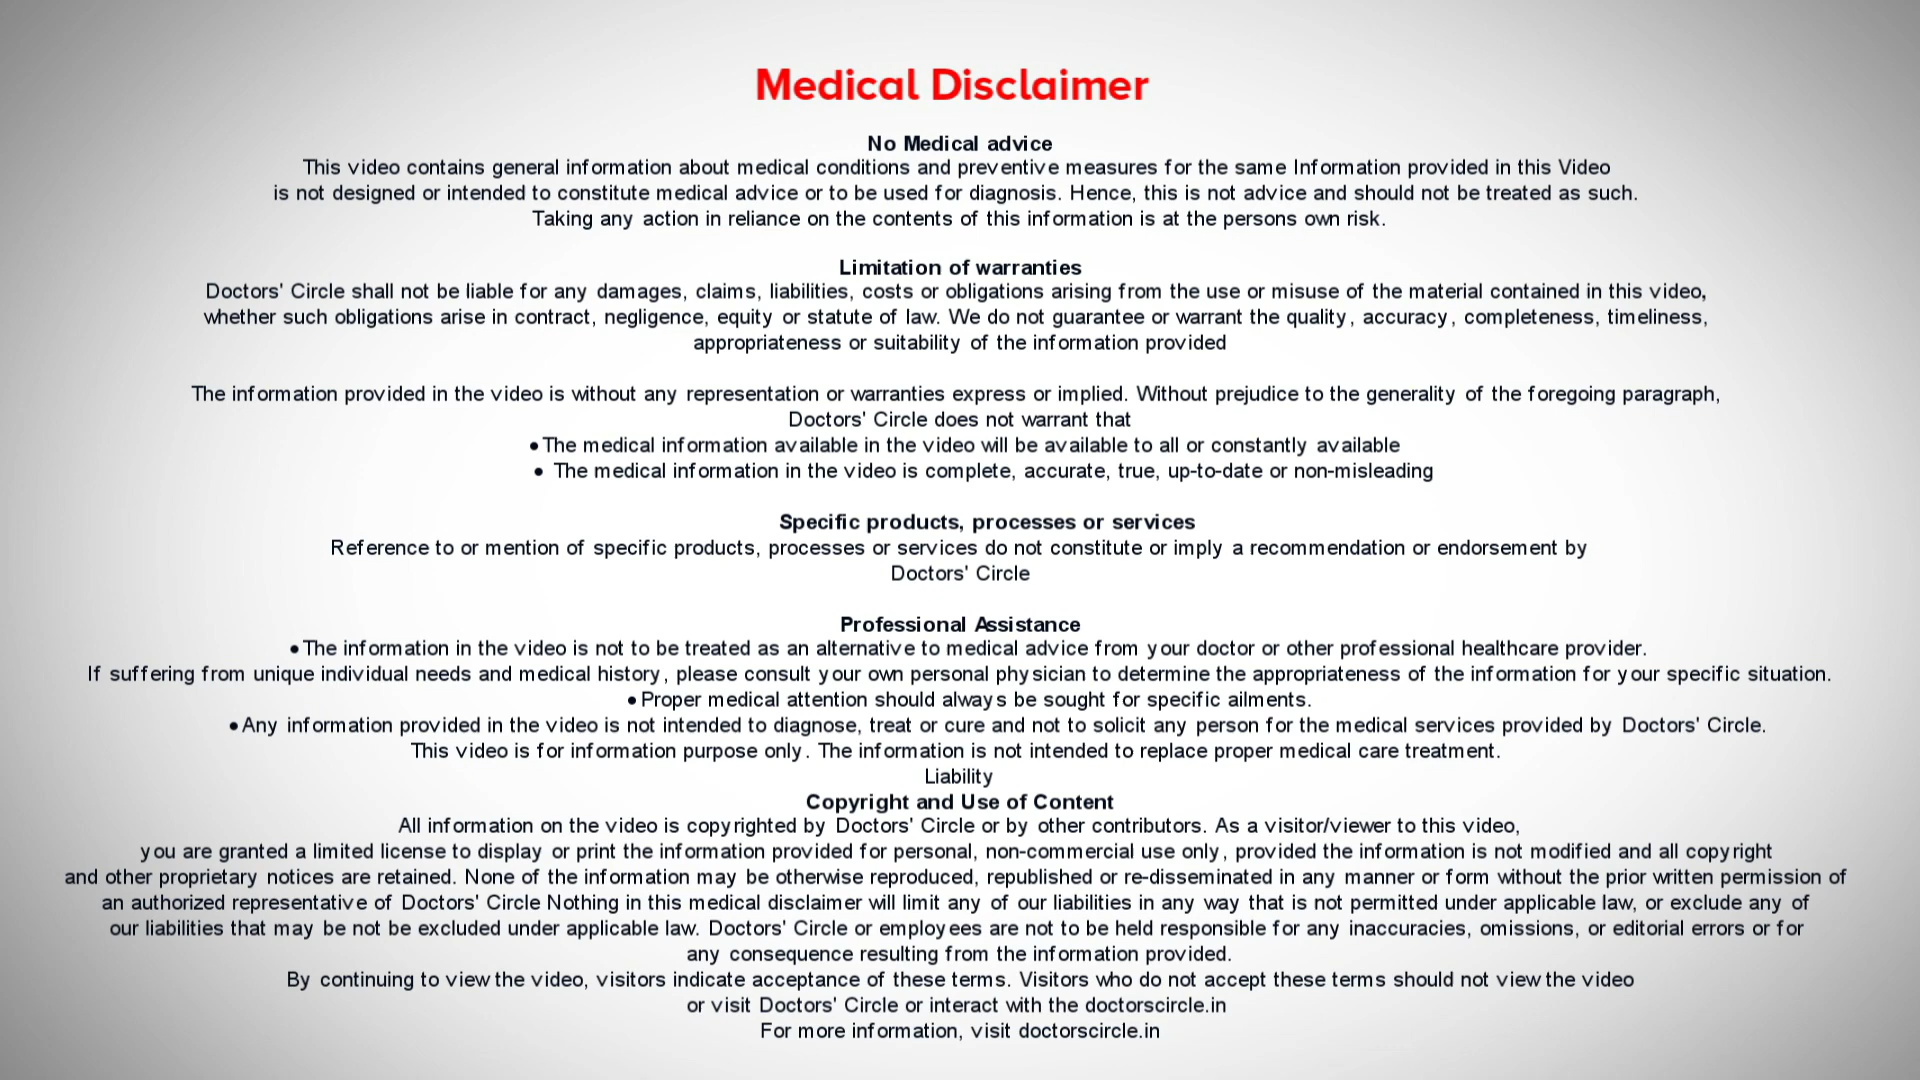 Medical Disclaimer
No Medical advice
This video contains general information about medical conditions and preventive measures for the same Information provided in this Video
is not designed or intended to constitute medical advice or to be used for diagnosis. Hence, this is not advice and should not be treated as such.
Taking any action in reliance on the contents of this information is at the persons own risk.
Limitation of warranties
Doctors' Circle shall not be liable for any damages, claims, liabilities, costs or obligations arising from the use or misuse of the material contained in this video,
whether such obligations arise in contract, negligence, equity or statute of law. We do not guarantee or warrant the quality, accuracy, completeness, timeliness,
appropriateness or suitability of the information provided
The information provided in the video is without any representation or warranties express or implied. Without prejudice to the generality of the foregoing paragraph,
Doctors' Circle does not warrant that
• The medical information available in the video will be available to all or constantly available
• The medical information in the video is complete, accurate, true, up-to-date or non-misleading
Specific products, processes or services
Reference to or mention of specific products, processes or services do not constitute or imply a recommendation or endorsement by
Doctors' Circle
Professional Assistance
• The information in the video is not to be treated as an alternative to medical advice from your doctor or other professional healthcare provider.
If suffering from unique individual needs and medical history, please consult your own personal physician to determine the appropriateness of the information for your specific situation.
• Proper medical attention should always be sought for specific ailments.
• Any information provided in the video is not intended to diagnose, treat or cure and not to solicit any person for the medical services provided by Doctors' Circle.
This video is for information purpose only. The information is not intended to replace proper medical care treatment.
Liability
Copyright and Use of Content
All information on the video is copyrighted by Doctors' Circle or by other contributors. As a visitor/viewer to this video,
you are granted a limited license to display or print the information provided for personal, non-commercial use only, provided the information is not modified and all copyright
and other proprietary notices are retained. None of the information may be otherwise reproduced, republished or re-disseminated in any manner or form without the prior written permission of
an authorized representative of Doctors' Circle Nothing in this medical disclaimer will limit any of our liabilities in any way that is not permitted under applicable law, or exclude any of
our liabilities that may be not be excluded under applicable law. Doctors' Circle or employees are not to be held responsible for any inaccuracies, omissions, or editorial errors or for
any consequence resulting from the information provided.
By continuing to view the video, visitors indicate acceptance of these terms. Visitors who do not accept these terms should not view the video
or visit Doctors' Circle or interact with the doctorscircle.in
For more information, visit doctorscircle.in